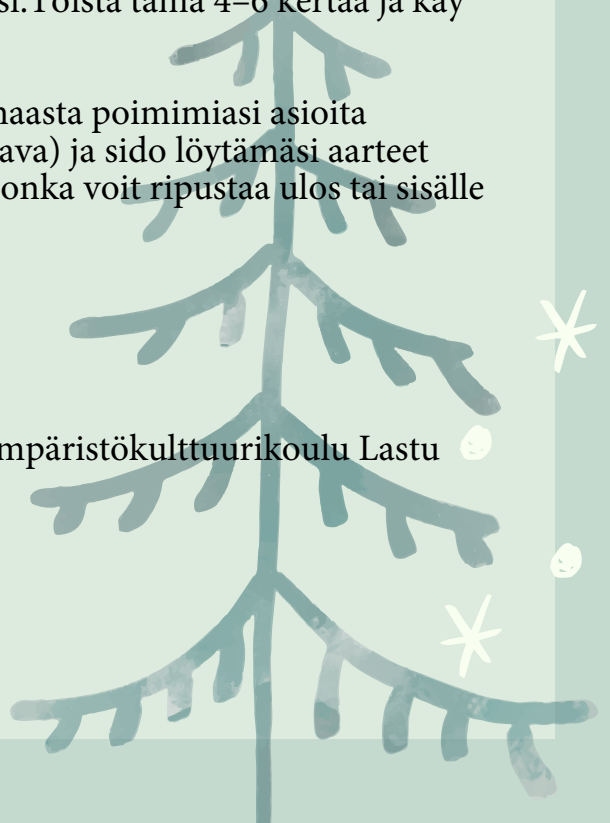 si. Toista tämä 4–6 kertaa ja käy
maasta poimimiasi asioita
ava) ja sido löytämäsi aarteet
onka voit ripustaa ulos tai sisälle
mpäristökulttuurikoulu Lastu